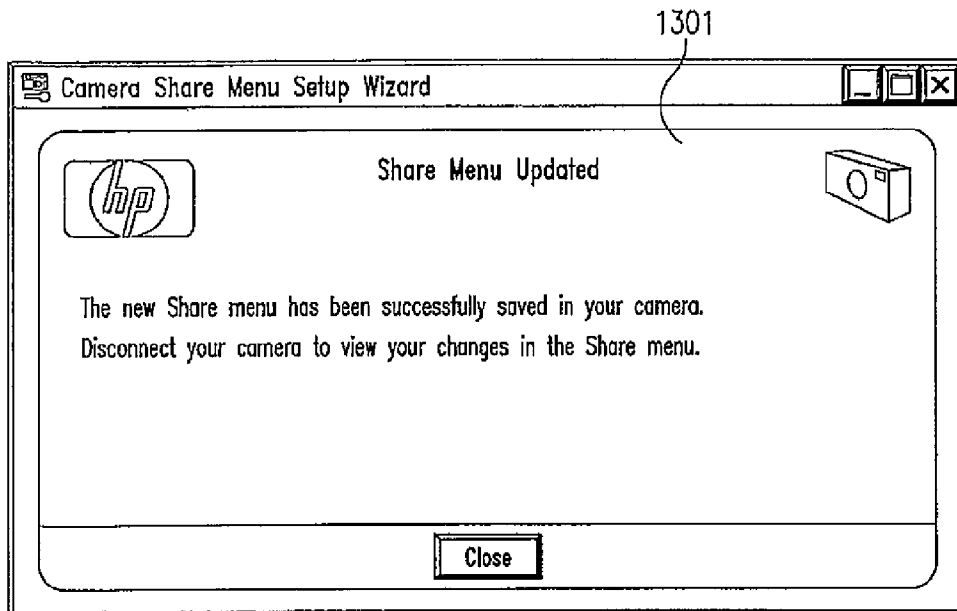 1301
Camera Share Menu Setup Wizard
hp
Share Menu Updated
The new Share menu has been successfully saved in your camera.
Disconnect your camera to view your changes in the Share menu.
Close